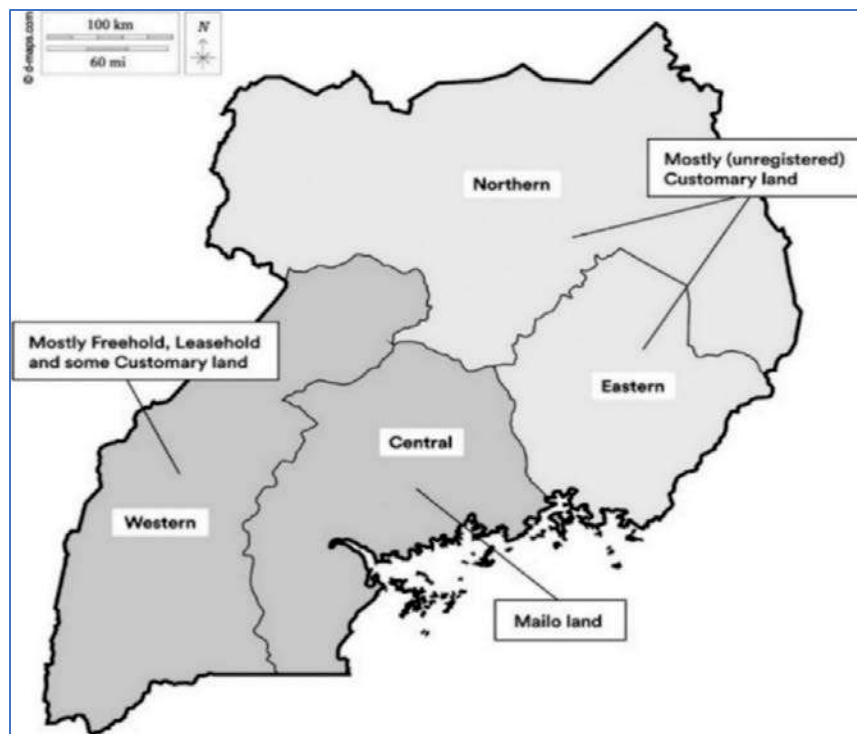 100 km
60 mi
N
© d-maps.com
Mostly (unregistered)
Customary land
Northern
Mostly Freehold, Leasehold
and some Customary land
Eastern
Central
Western
Mailo land